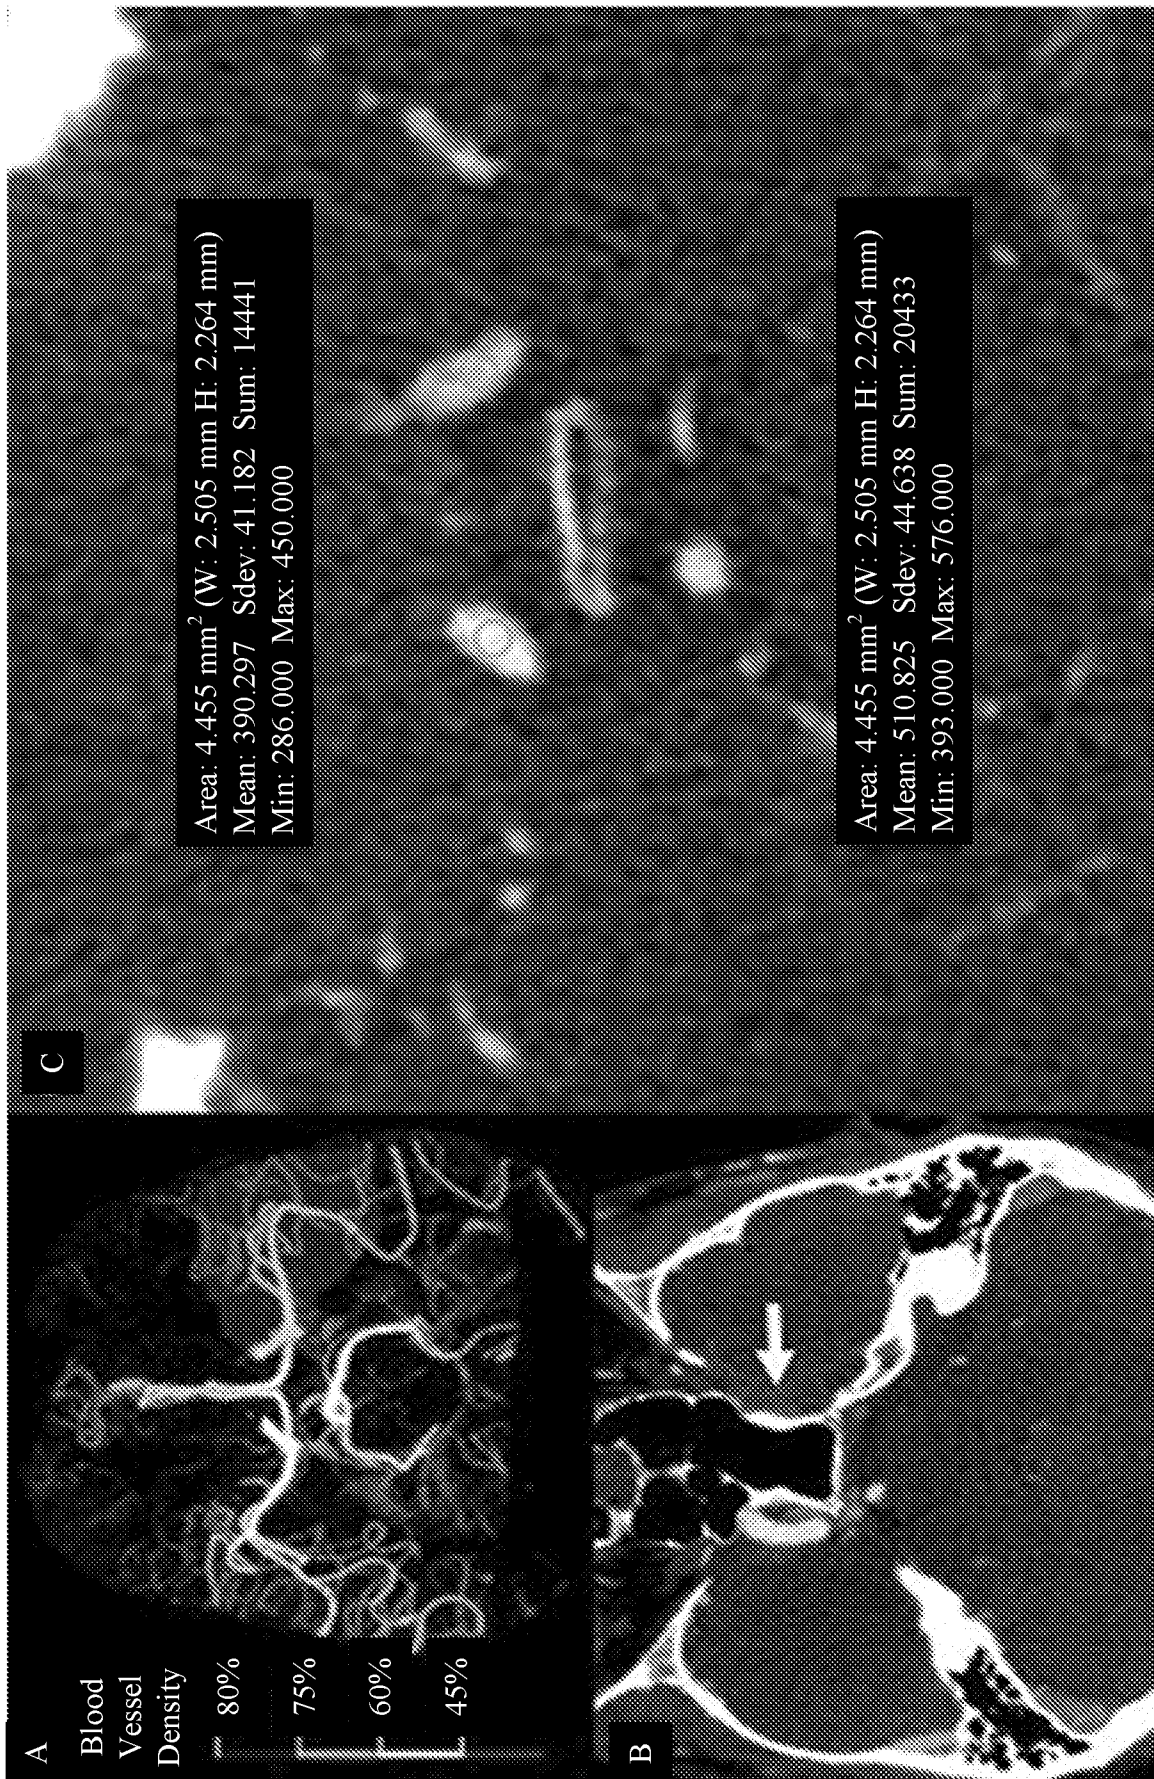 A
Blood
Vessel
Density
80%
75%
60%
45%
B
C
Area: 4.455 mm² (W: 2.505 mm H: 2.264 mm)
Mean: 390.297 Sdev: 41.182 Sum: 14441
Min: 286.000 Max: 450.000
Area: 4.455 mm² (W: 2.505 mm H: 2.264 mm)
Mean: 510.825 Sdev: 44.638 Sum: 20433
Min: 393.000 Max: 576.000